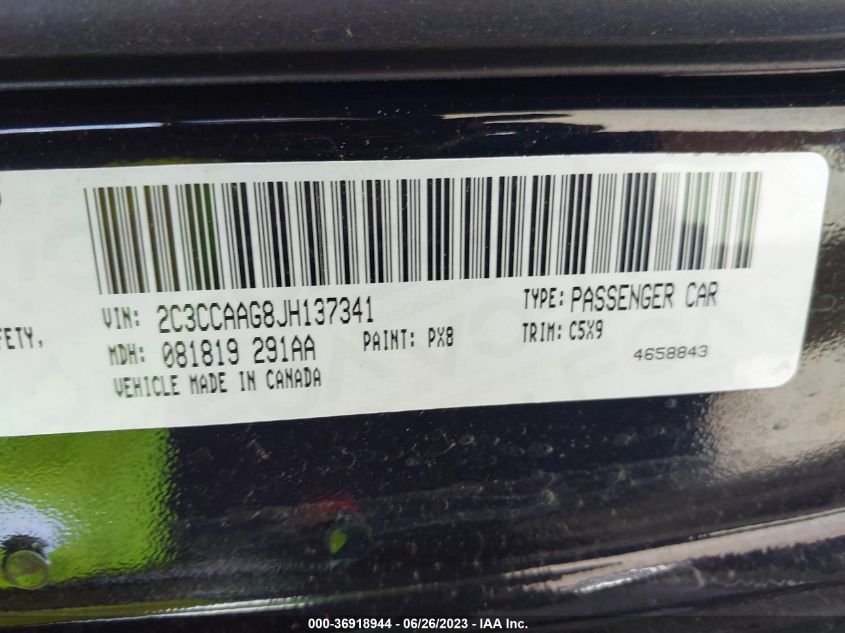 VIN: 2C3CCAAG8JH137341
TYPE: PASSENGER CAR
FETY,
MDH: 081819 291AA
PAINT: PX8
TRIM: C5X9
VEHICLE MADE IN CANADA
4658843
000-36918944 / 06/26/2023 / © IAA Inc.